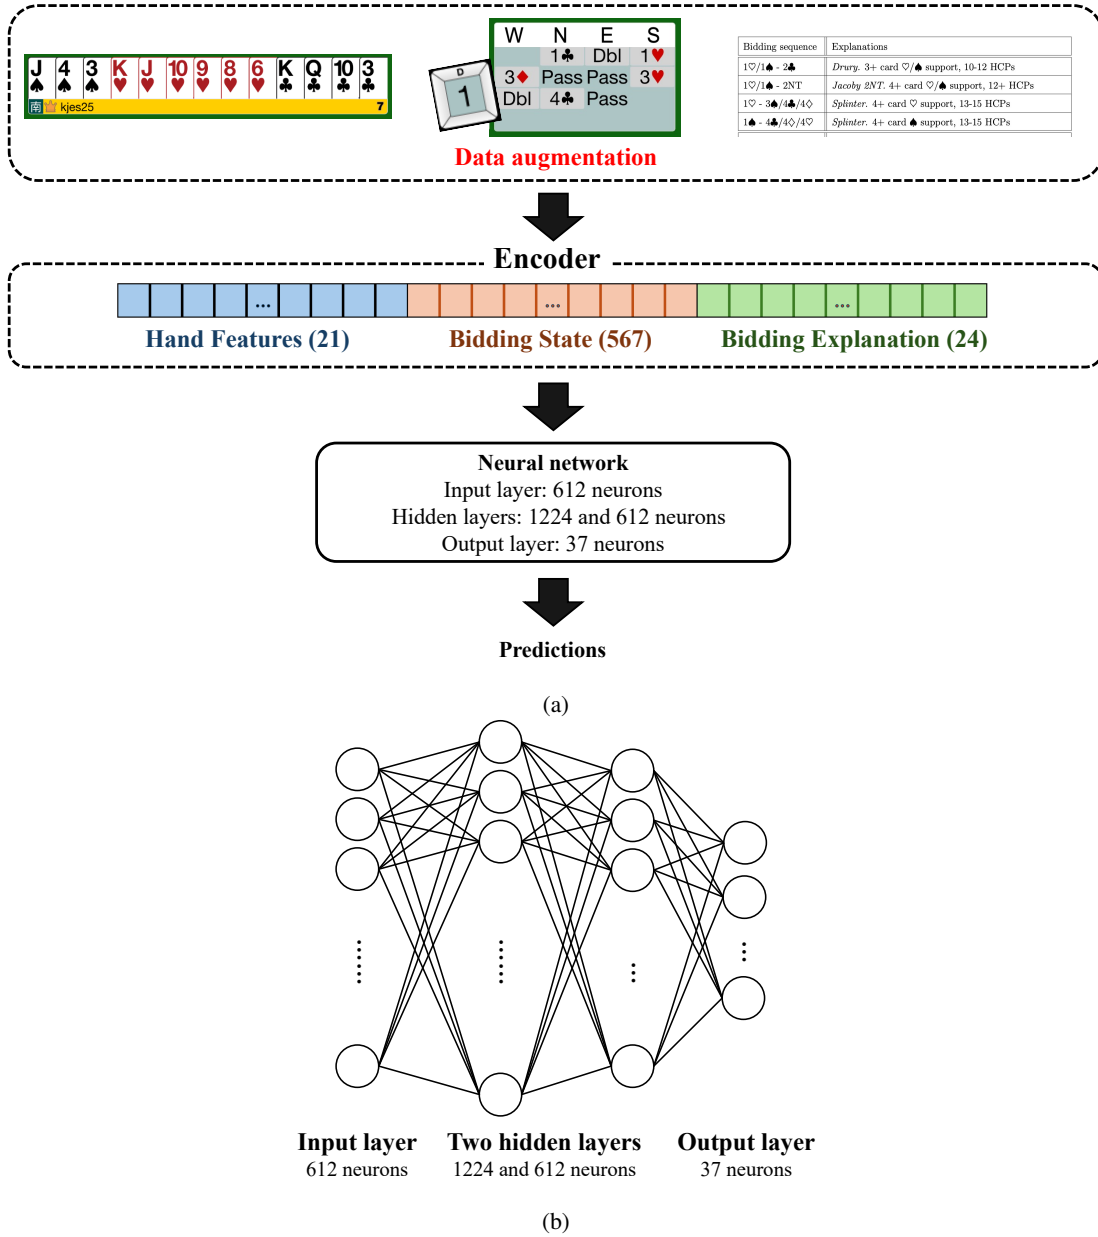 J 4 3 K J 10 9 8 6 K Q 10 3
♠ ♠ ♠ ♥ ♥ ♥ ♥ ♥ ♥ ♣ ♣ ♣ ♣
南 kjes25 7
D
1
W N E S
1♣ Dbl 1♥
3♦ Pass Pass 3♥
Dbl 4♣ Pass
Bidding sequence Explanations
1♡/1♠ - 2♣ Drury. 3+ card ♡/♠ support, 10-12 HCPs
1♡/1♠ - 2NT Jacoby 2NT. 4+ card ♡/♠ support, 12+ HCPs
1♡ - 3♠/4♣/4♢ Splinter. 4+ card ♡ support, 13-15 HCPs
1♠ - 4♣/4♢/4♡ Splinter. 4+ card ♠ support, 13-15 HCPs
Data augmentation
Encoder
... ... ...
Hand Features (21) Bidding State (567) Bidding Explanation (24)
Neural network
Input layer: 612 neurons
Hidden layers: 1224 and 612 neurons
Output layer: 37 neurons
Predictions
(a)
Input layer Two hidden layers Output layer
612 neurons 1224 and 612 neurons 37 neurons
(b)